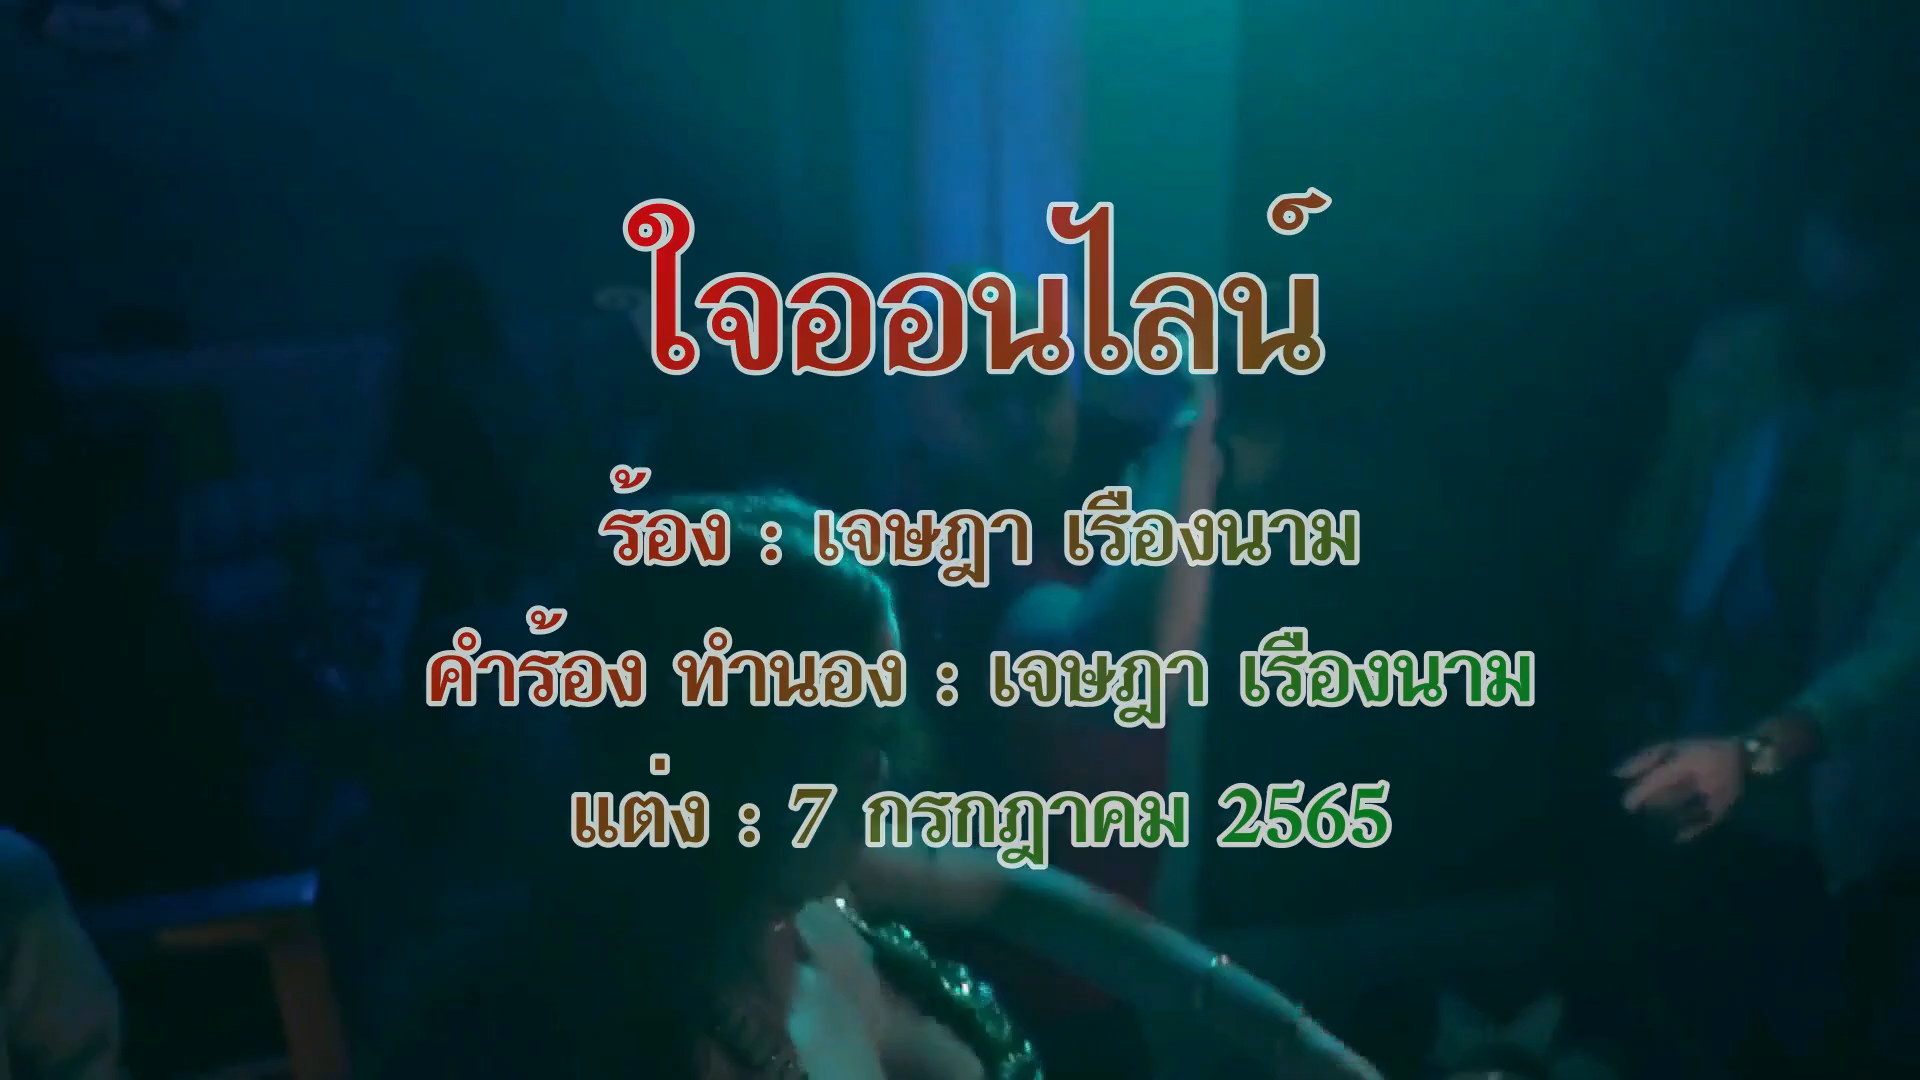 ใจออนไลน์
ร้อง : เจษฎา เรืองนาม
คำร้อง ทำนอง : เจษฎา เรืองนาม
แต่ง : 7 กรกฎาคม 2565